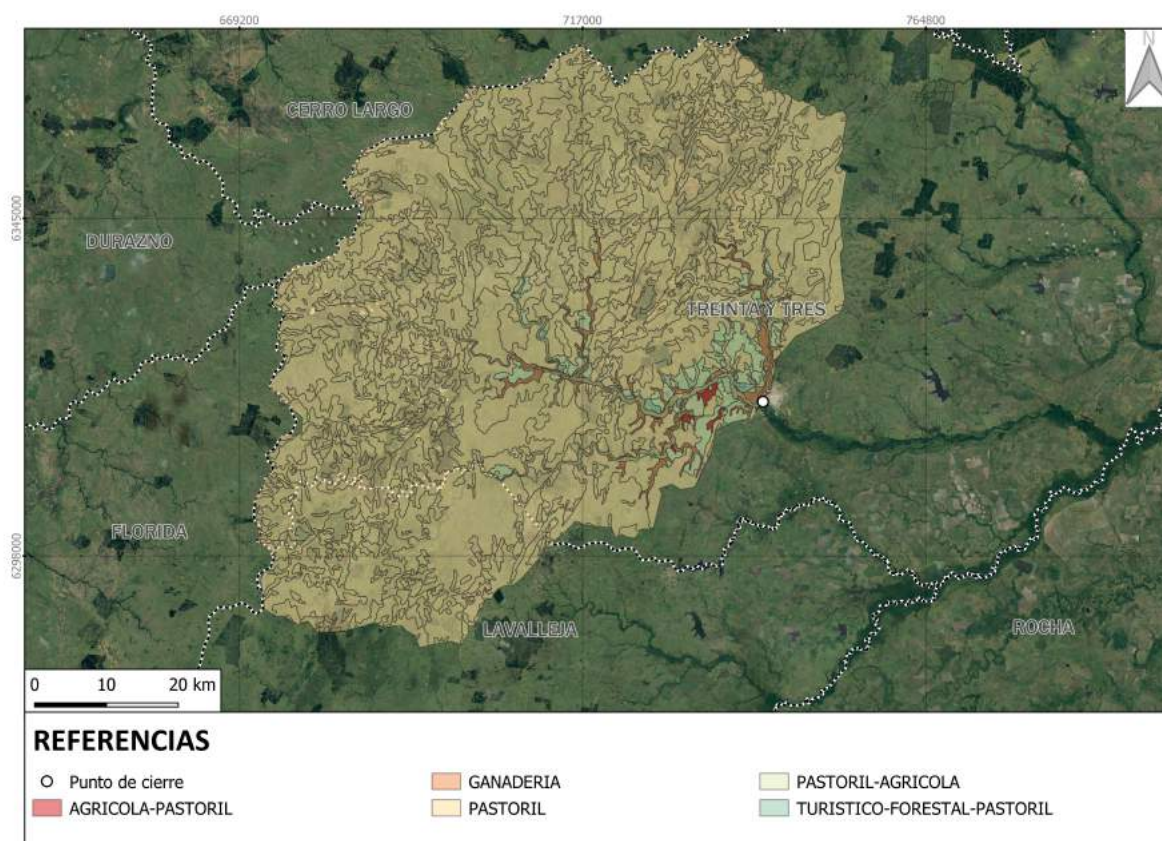 669200 717000 764800
N
CERRO LARGO
6345000
DURAZNO
TREINTA Y TRES
FLORIDA
6298000
LAVALLEJA
ROCHA
0 10 20 km
REFERENCIAS
Punto de cierre
AGRICOLA-PASTORIL
GANADERIA
PASTORIL
PASTORIL-AGRICOLA
TURISTICO-FORESTAL-PASTORIL